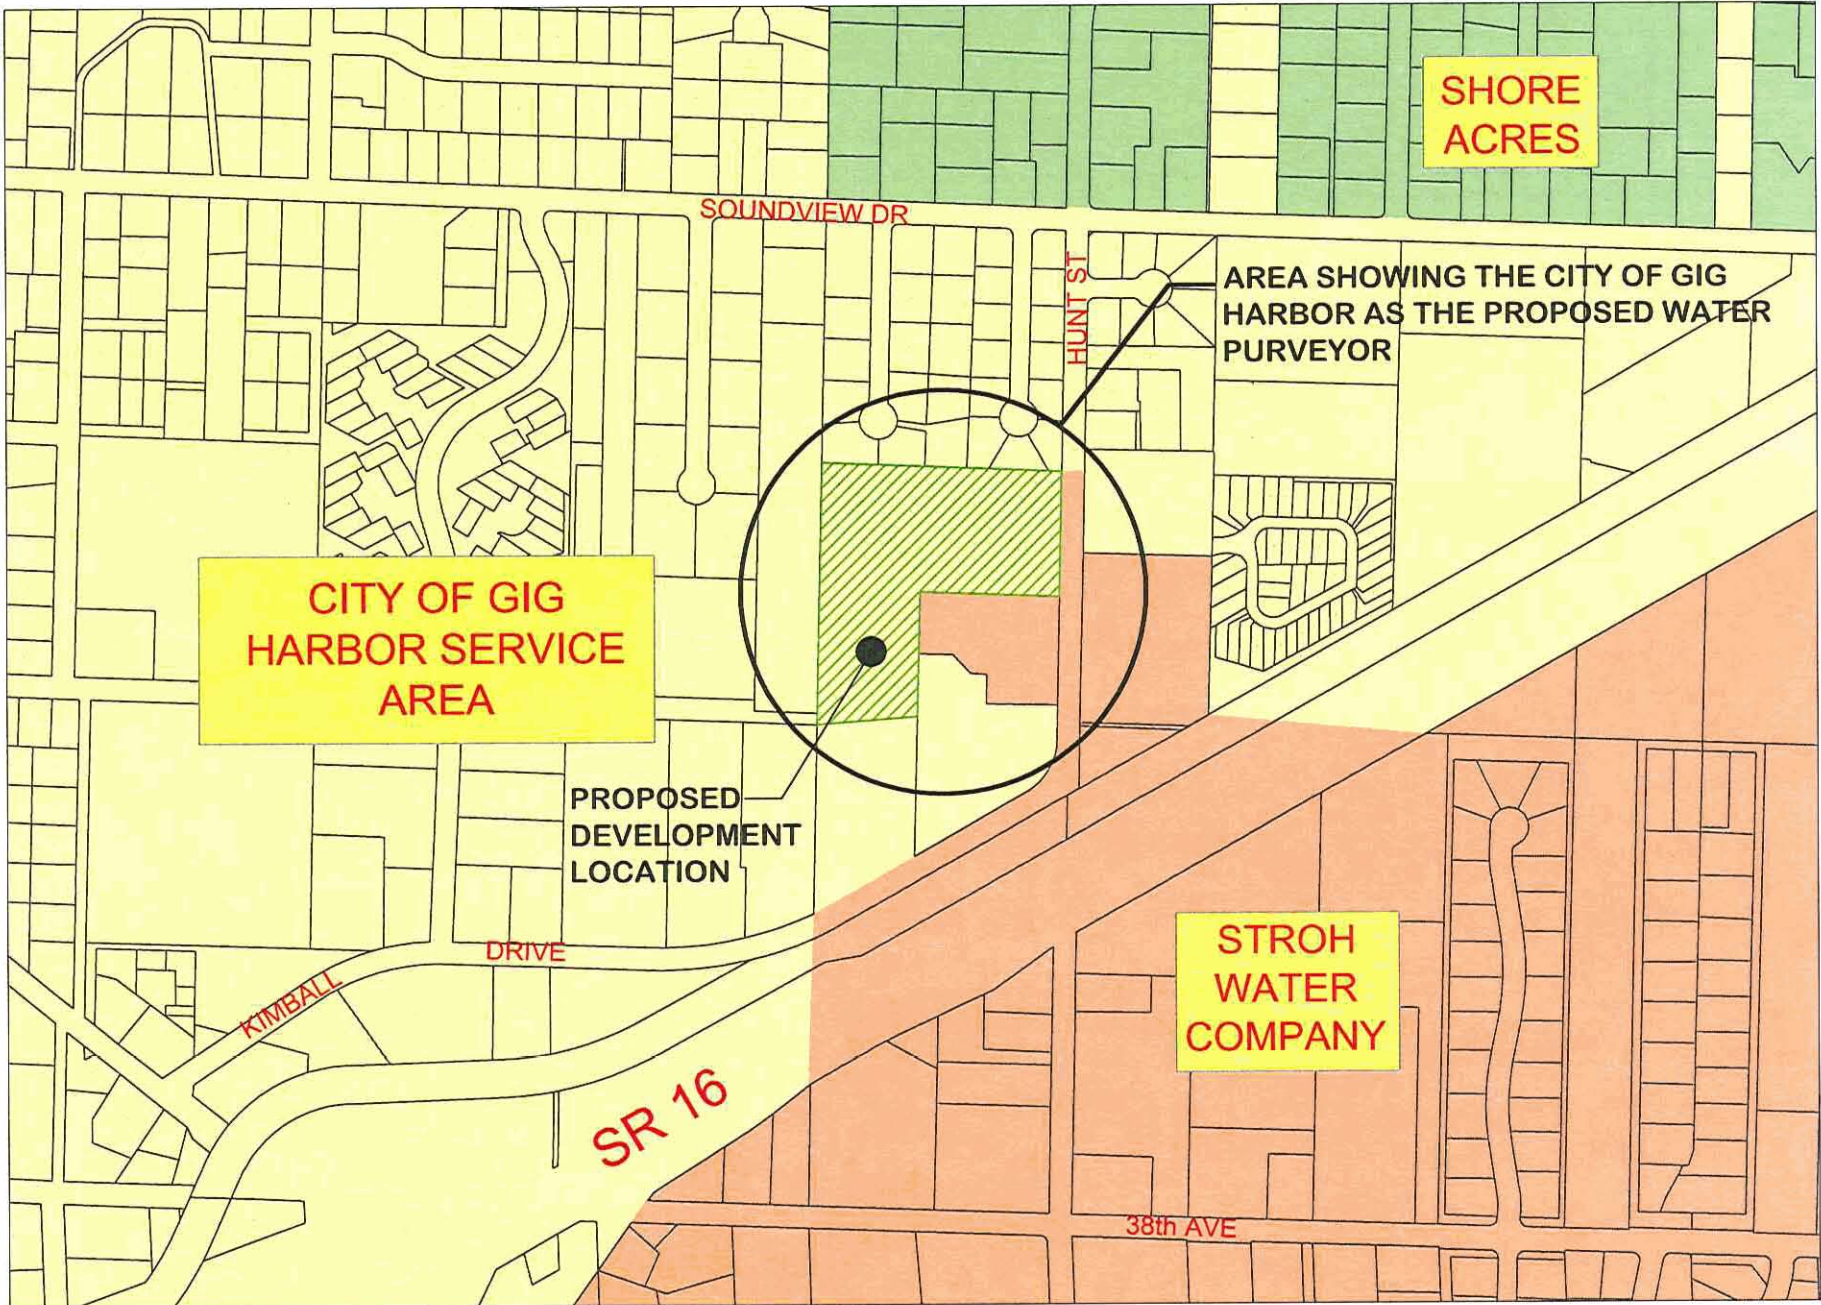 SHORE
ACRES
SOUNDVIEW DR
HUNT ST
AREA SHOWING THE CITY OF GIG
HARBOR AS THE PROPOSED WATER
PURVEYOR
CITY OF GIG
HARBOR SERVICE
AREA
PROPOSED
DEVELOPMENT
LOCATION
KIMBALL
DRIVE
STROH
WATER
COMPANY
SR 16
38th AVE